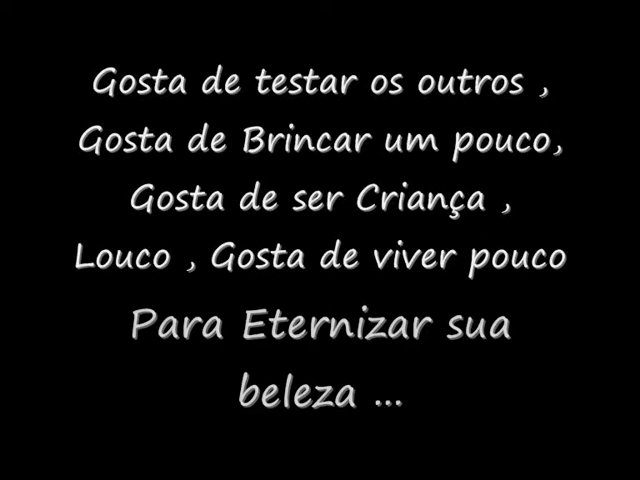 Gosta de testar os outros ,
Gosta de Brincar um pouco,
Gosta de ser Criança ,
Louco , Gosta de viver pouco
Para Eternizar sua
beleza ...